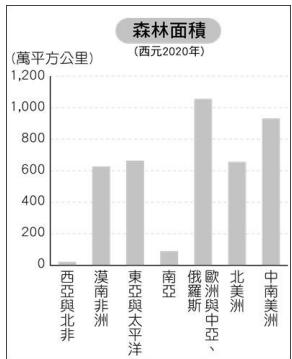 森林面積
(西元2020年)
(萬平方公里)
1,200
1,000
800
600
400
200
0
西亞與北非
漠南非洲
東亞與太平洋
南亞
歐洲與中亞、
俄羅斯
北美洲
中南美洲